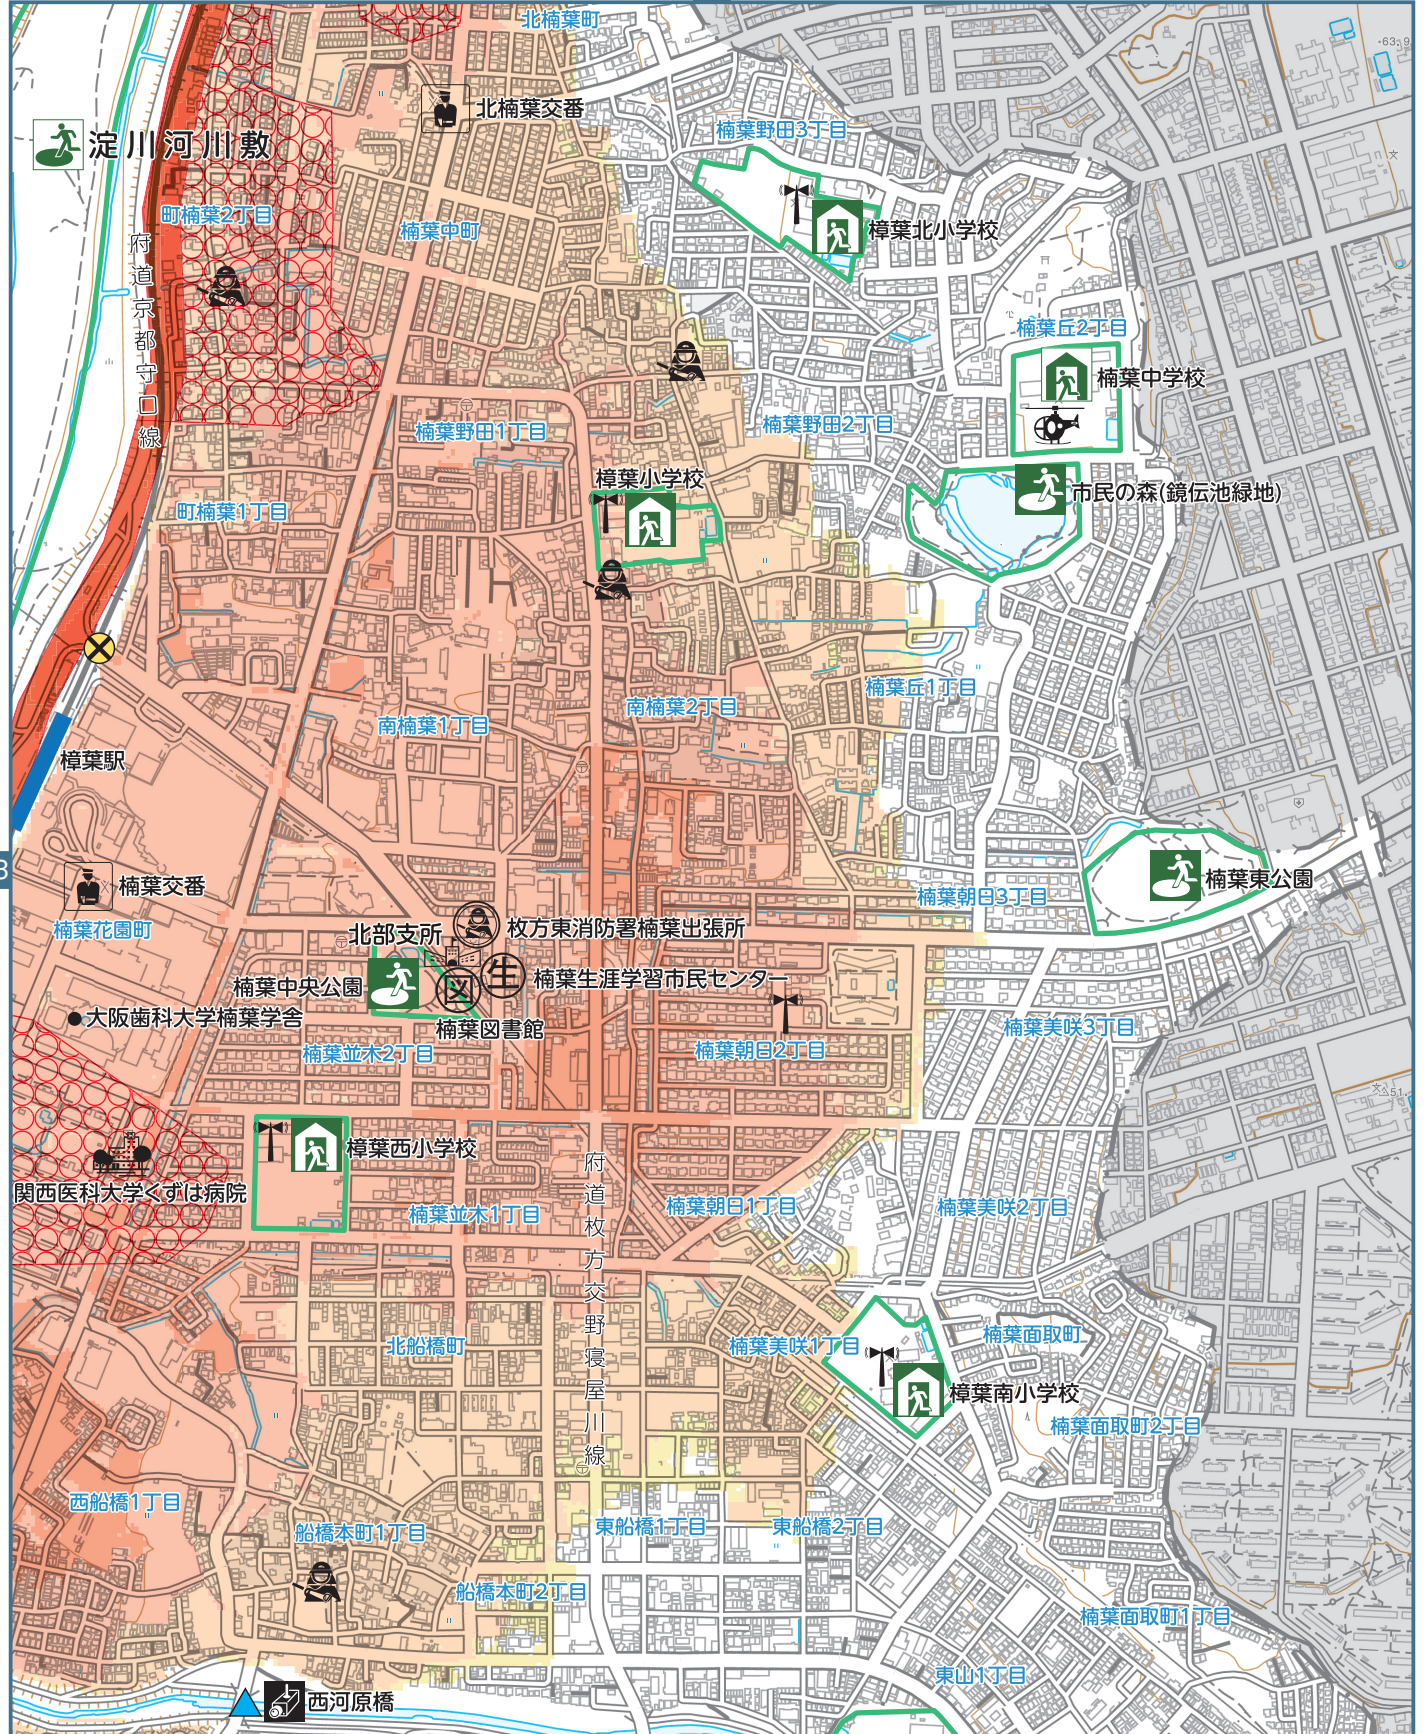 北楠葉町
・63.9
北楠葉交番
楠葉野田3丁目
淀川河川敷
町楠葉2丁目
楠葉中町
樟葉北小学校
府道京都守口線
楠葉丘2丁目
楠葉中学校
楠葉野田1丁目
楠葉野田2丁目
樟葉小学校
市民の森(鏡伝池緑地)
町楠葉1丁目
楠葉丘1丁目
南楠葉1丁目
南楠葉2丁目
樟葉駅
3
楠葉交番
楠葉東公園
楠葉朝日3丁目
楠葉花園町
北部支所
枚方東消防署楠葉出張所
楠葉中央公園
図
生
楠葉生涯学習市民センター
大阪歯科大学楠葉学舎
楠葉図書館
楠葉美咲3丁目
楠葉並木2丁目
楠葉朝日2丁目
樟葉西小学校
関西医科大学くずは病院
府道枚方交野寝屋川線
楠葉並木1丁目
楠葉朝日1丁目
楠葉美咲2丁目
北船橋町
楠葉美咲1丁目
楠葉面取町
樟葉南小学校
楠葉面取町2丁目
西船橋1丁目
船橋本町1丁目
東船橋1丁目
東船橋2丁目
船橋本町2丁目
楠葉面取町1丁目
東山1丁目
西河原橋